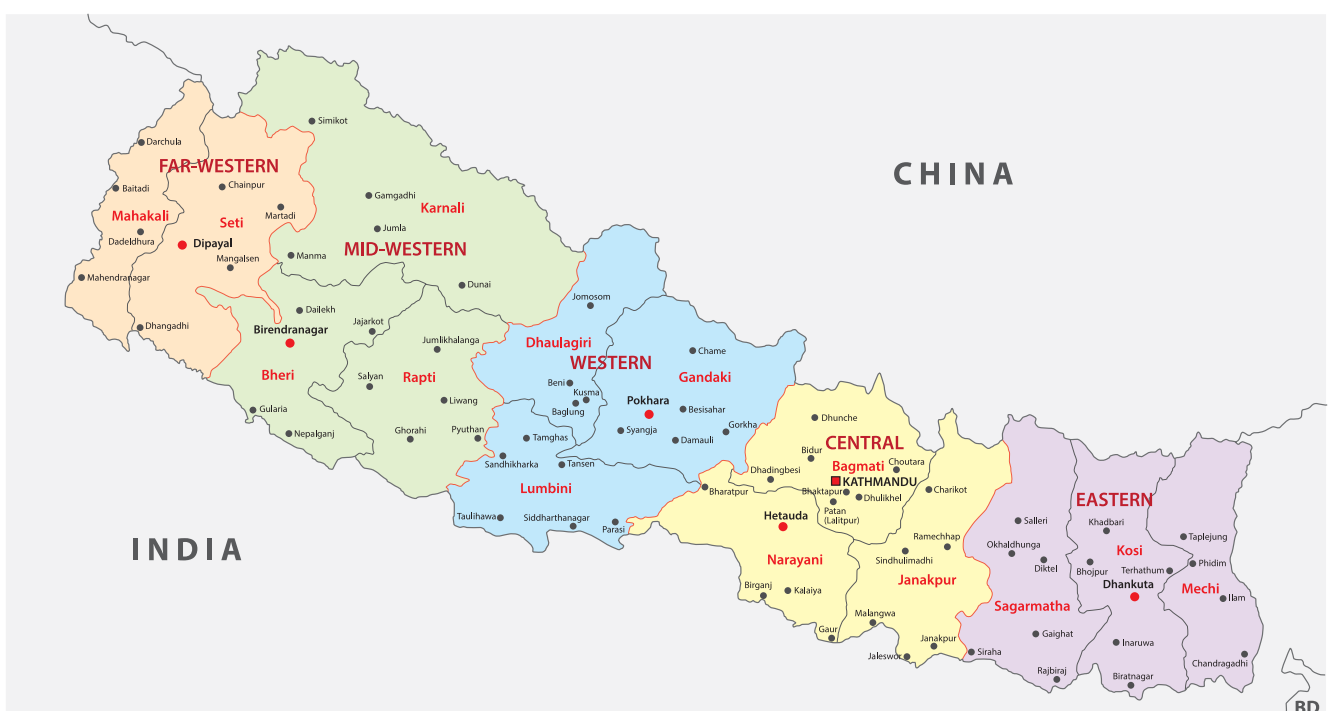 CHINA
INDIA
BD
FAR-WESTERN
Mahakali
Seti
Darchula
Baitadi
Chainpur
Martadi
Dadeldhura
Dipayal
Mangalsen
Mahendranagar
Dhangadhi
MID-WESTERN
Karnali
Simikot
Gamgadhi
Jumla
Manma
Dunai
Dailekh
Birendranagar
Jajarkot
Jumlikhalanga
Bheri
Salyan
Rapti
Liwang
Gularia
Nepalganj
Ghorahi
Pyuthan
WESTERN
Jomosom
Dhaulagiri
Chame
Gandaki
Beni
Kusma
Baglung
Pokhara
Besisahar
Syangja
Damauli
Gorkha
Tamghas
Sandhikharka
Tansen
Lumbini
Taulihawa
Siddharthanagar
Parasi
CENTRAL
Dhunche
Bidur
Bagmati
Choutara
Dhadingbesi
KATHMANDU
Bharatpur
Bhaktapur
Dhulikhel
Patan
(Lalitpur)
Charikot
Hetauda
Ramechhap
Sindhulimadhi
Narayani
Janakpur
Birganj
Kalaiya
Malangwa
Gaur
Janakpur
Jaleswor
EASTERN
Salleri
Khadbari
Okhaldhunga
Diktel
Kosi
Taplejung
Bhojpur
Terhathum
Phidim
Dhankuta
Mechi
Ilam
Sagarmatha
Gaighat
Inaruwa
Siraha
Rajbiraj
Biratnagar
Chandragadhi